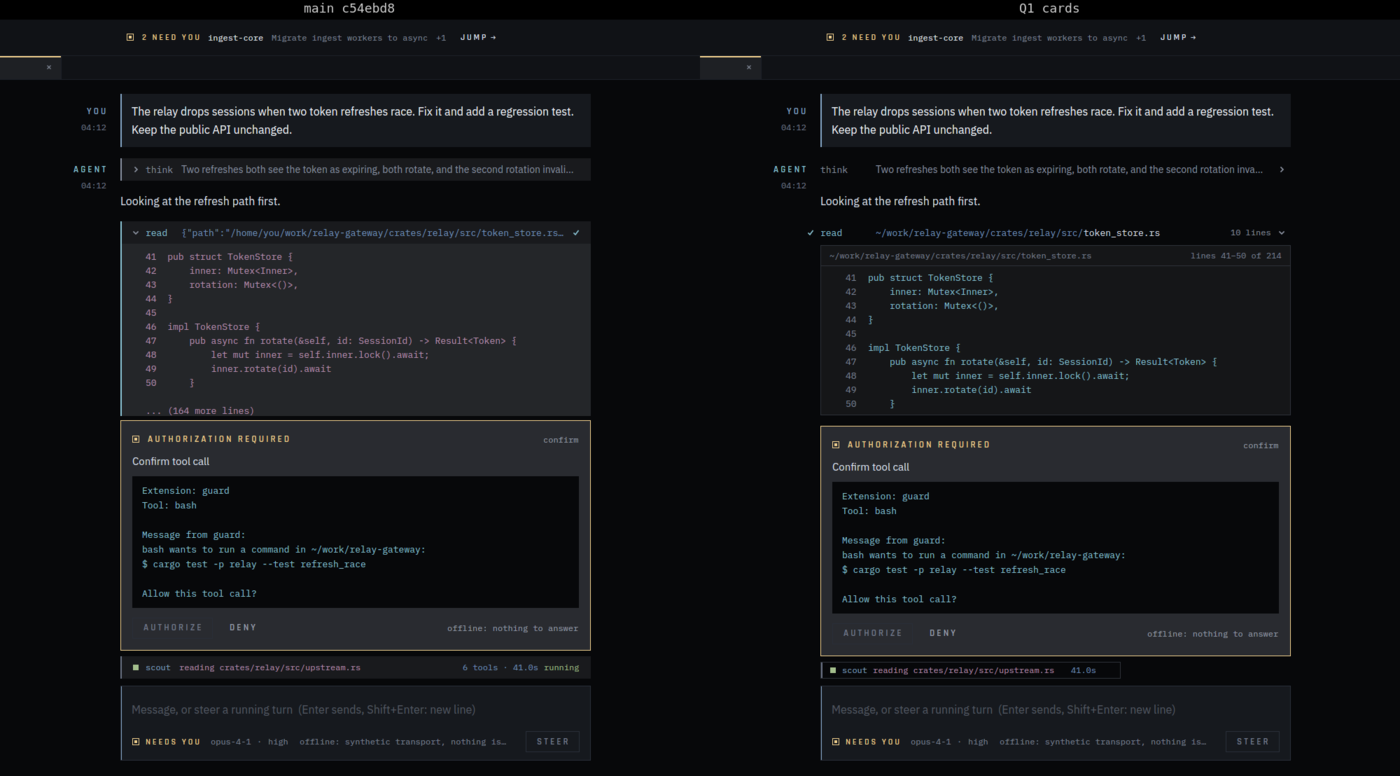 main c54ebd8
2 NEED YOU ingest-core Migrate ingest workers to async +1 JUMP →
×
YOU
04:12
The relay drops sessions when two token refreshes race. Fix it and add a regression test.
Keep the public API unchanged.
AGENT
04:12
think Two refreshes both see the token as expiring, both rotate, and the second rotation invali…
Looking at the refresh path first.
read {"path":"/home/you/work/relay-gateway/crates/relay/src/token_store.rs… ✓
41 pub struct TokenStore {
42     inner: Mutex<Inner>,
43     rotation: Mutex<()>,
44 }
45
46 impl TokenStore {
47     pub async fn rotate(&self, id: SessionId) -> Result<Token> {
48         let mut inner = self.inner.lock().await;
49         inner.rotate(id).await
50     }
... (164 more lines)
AUTHORIZATION REQUIRED confirm
Confirm tool call
Extension: guard
Tool: bash
Message from guard:
bash wants to run a command in ~/work/relay-gateway:
$ cargo test -p relay --test refresh_race
Allow this tool call?
AUTHORIZE DENY offline: nothing to answer
scout reading crates/relay/src/upstream.rs 6 tools · 41.0s running
Message, or steer a running turn (Enter sends, Shift+Enter: new line)
NEEDS YOU opus-4-1 · high offline: synthetic transport, nothing is… STEER
Q1 cards
2 NEED YOU ingest-core Migrate ingest workers to async +1 JUMP →
×
YOU
04:12
The relay drops sessions when two token refreshes race. Fix it and add a regression test.
Keep the public API unchanged.
AGENT
04:12
think Two refreshes both see the token as expiring, both rotate, and the second rotation inva…
Looking at the refresh path first.
✓ read ~/work/relay-gateway/crates/relay/src/token_store.rs 10 lines
~/work/relay-gateway/crates/relay/src/token_store.rs lines 41–50 of 214
41 pub struct TokenStore {
42     inner: Mutex<Inner>,
43     rotation: Mutex<()>,
44 }
45
46 impl TokenStore {
47     pub async fn rotate(&self, id: SessionId) -> Result<Token> {
48         let mut inner = self.inner.lock().await;
49         inner.rotate(id).await
50     }
AUTHORIZATION REQUIRED confirm
Confirm tool call
Extension: guard
Tool: bash
Message from guard:
bash wants to run a command in ~/work/relay-gateway:
$ cargo test -p relay --test refresh_race
Allow this tool call?
AUTHORIZE DENY offline: nothing to answer
scout reading crates/relay/src/upstream.rs 41.0s
Message, or steer a running turn (Enter sends, Shift+Enter: new line)
NEEDS YOU opus-4-1 · high offline: synthetic transport, nothing is… STEER